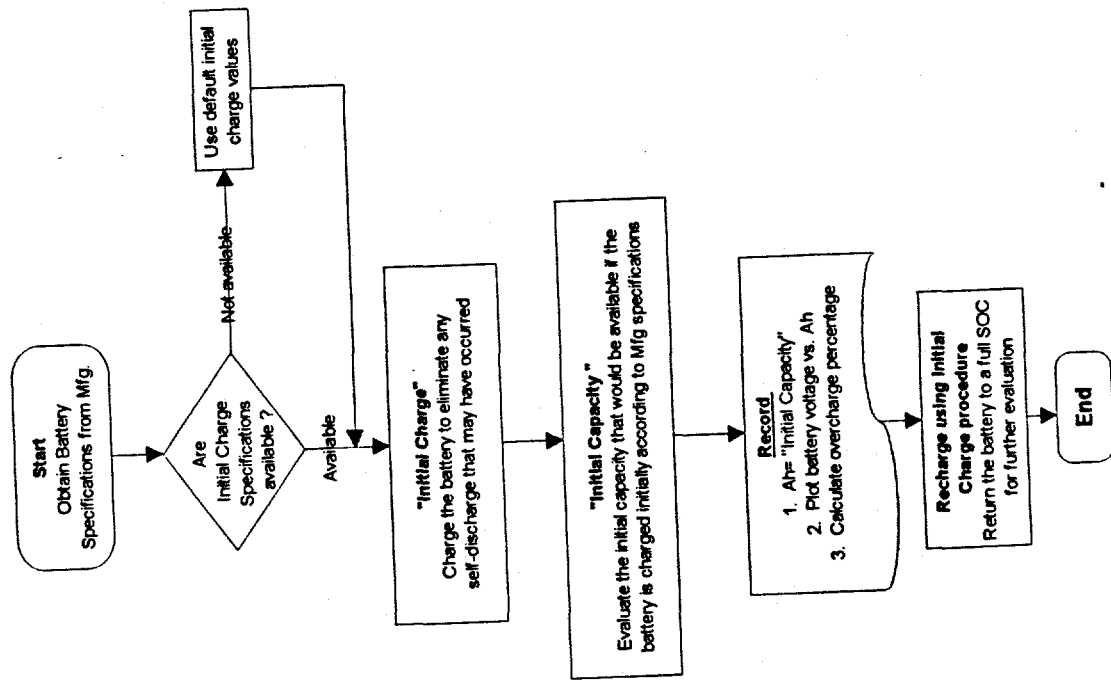 Start
Obtain Battery
Specifications from Mfg.
Are
Initial Charge
Specifications
available ?
Not available
Use default initial
charge values
Available
"Initial Charge"
Charge the battery to eliminate any
self-discharge that may have occurred
"Initial Capacity "
Evaluate the initial capacity that would be available if the
battery is charged initially according to Mfg specifications
Record
1. Ah= "Initial Capacity"
2. Plot battery voltage vs. Ah
3. Calculate overcharge percentage
Recharge using Initial
Charge procedure
Return the battery to a full SOC
for further evaluation
End